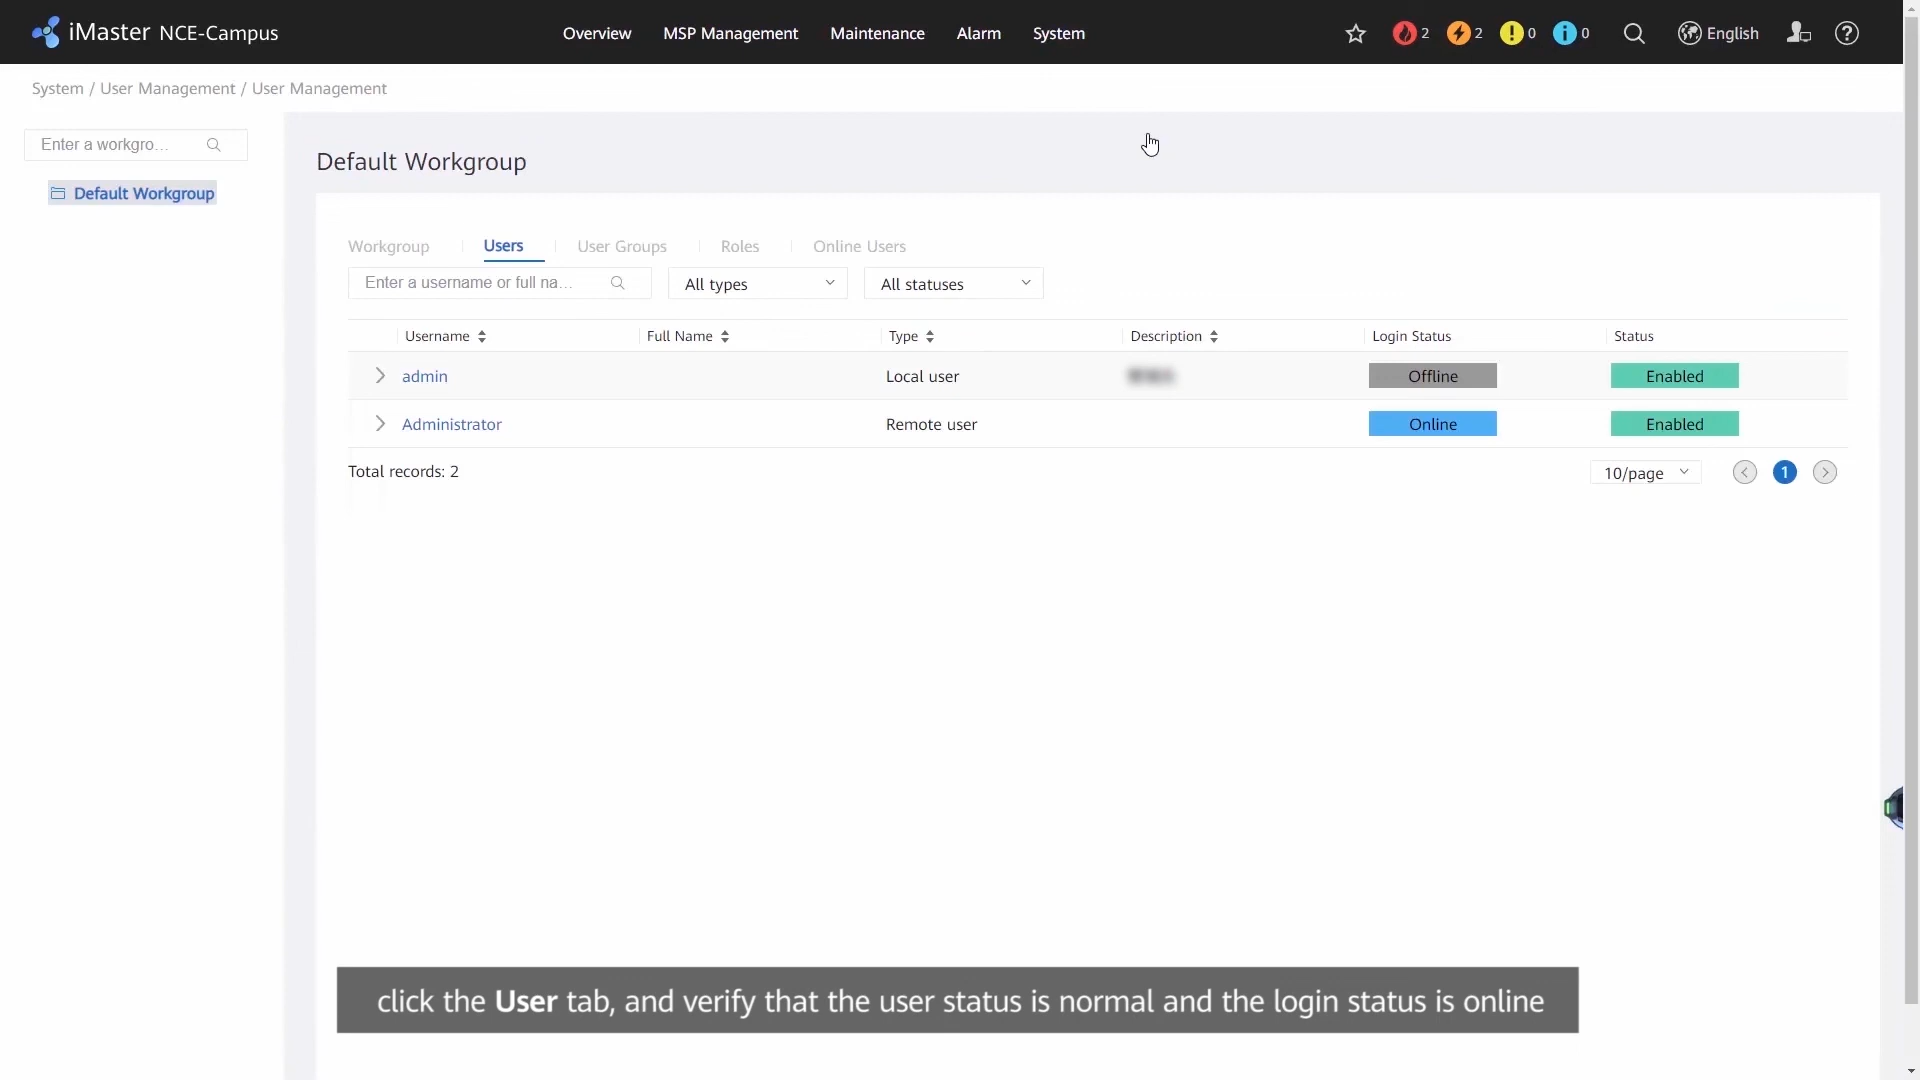 iMaster NCE-Campus
Overview MSP Management Maintenance Alarm System
2 2 0 0 English
System / User Management / User Management
Enter a workgro...
Default Workgroup
Default Workgroup
Workgroup Users User Groups Roles Online Users
Enter a username or full na... All types All statuses
Username Full Name Type Description Login Status Status
admin Local user Offline Enabled
Administrator Remote user Online Enabled
Total records: 2 10/page 1
click the User tab, and verify that the user status is normal and the login status is online